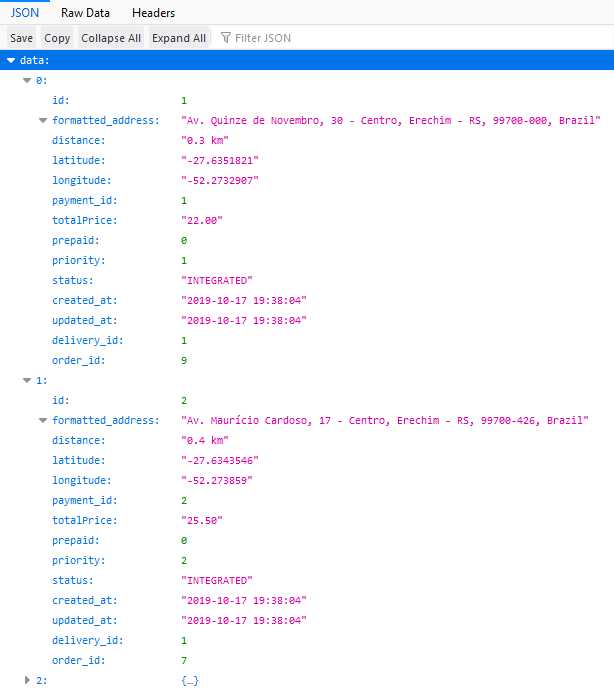 JSON Raw Data Headers
Save Copy Collapse All Expand All Filter JSON
data:
0:
id: 1
formatted_address: "Av. Quinze de Novembro, 30 - Centro, Erechim - RS, 99700-000, Brazil"
distance: "0.3 km"
latitude: "-27.6351821"
longitude: "-52.2732907"
payment_id: 1
totalPrice: "22.00"
prepaid: 0
priority: 1
status: "INTEGRATED"
created_at: "2019-10-17 19:38:04"
updated_at: "2019-10-17 19:38:04"
delivery_id: 1
order_id: 9
1:
id: 2
formatted_address: "Av. Maurício Cardoso, 17 - Centro, Erechim - RS, 99700-426, Brazil"
distance: "0.4 km"
latitude: "-27.6343546"
longitude: "-52.273859"
payment_id: 2
totalPrice: "25.50"
prepaid: 0
priority: 2
status: "INTEGRATED"
created_at: "2019-10-17 19:38:04"
updated_at: "2019-10-17 19:38:04"
delivery_id: 1
order_id: 7
2: {…}